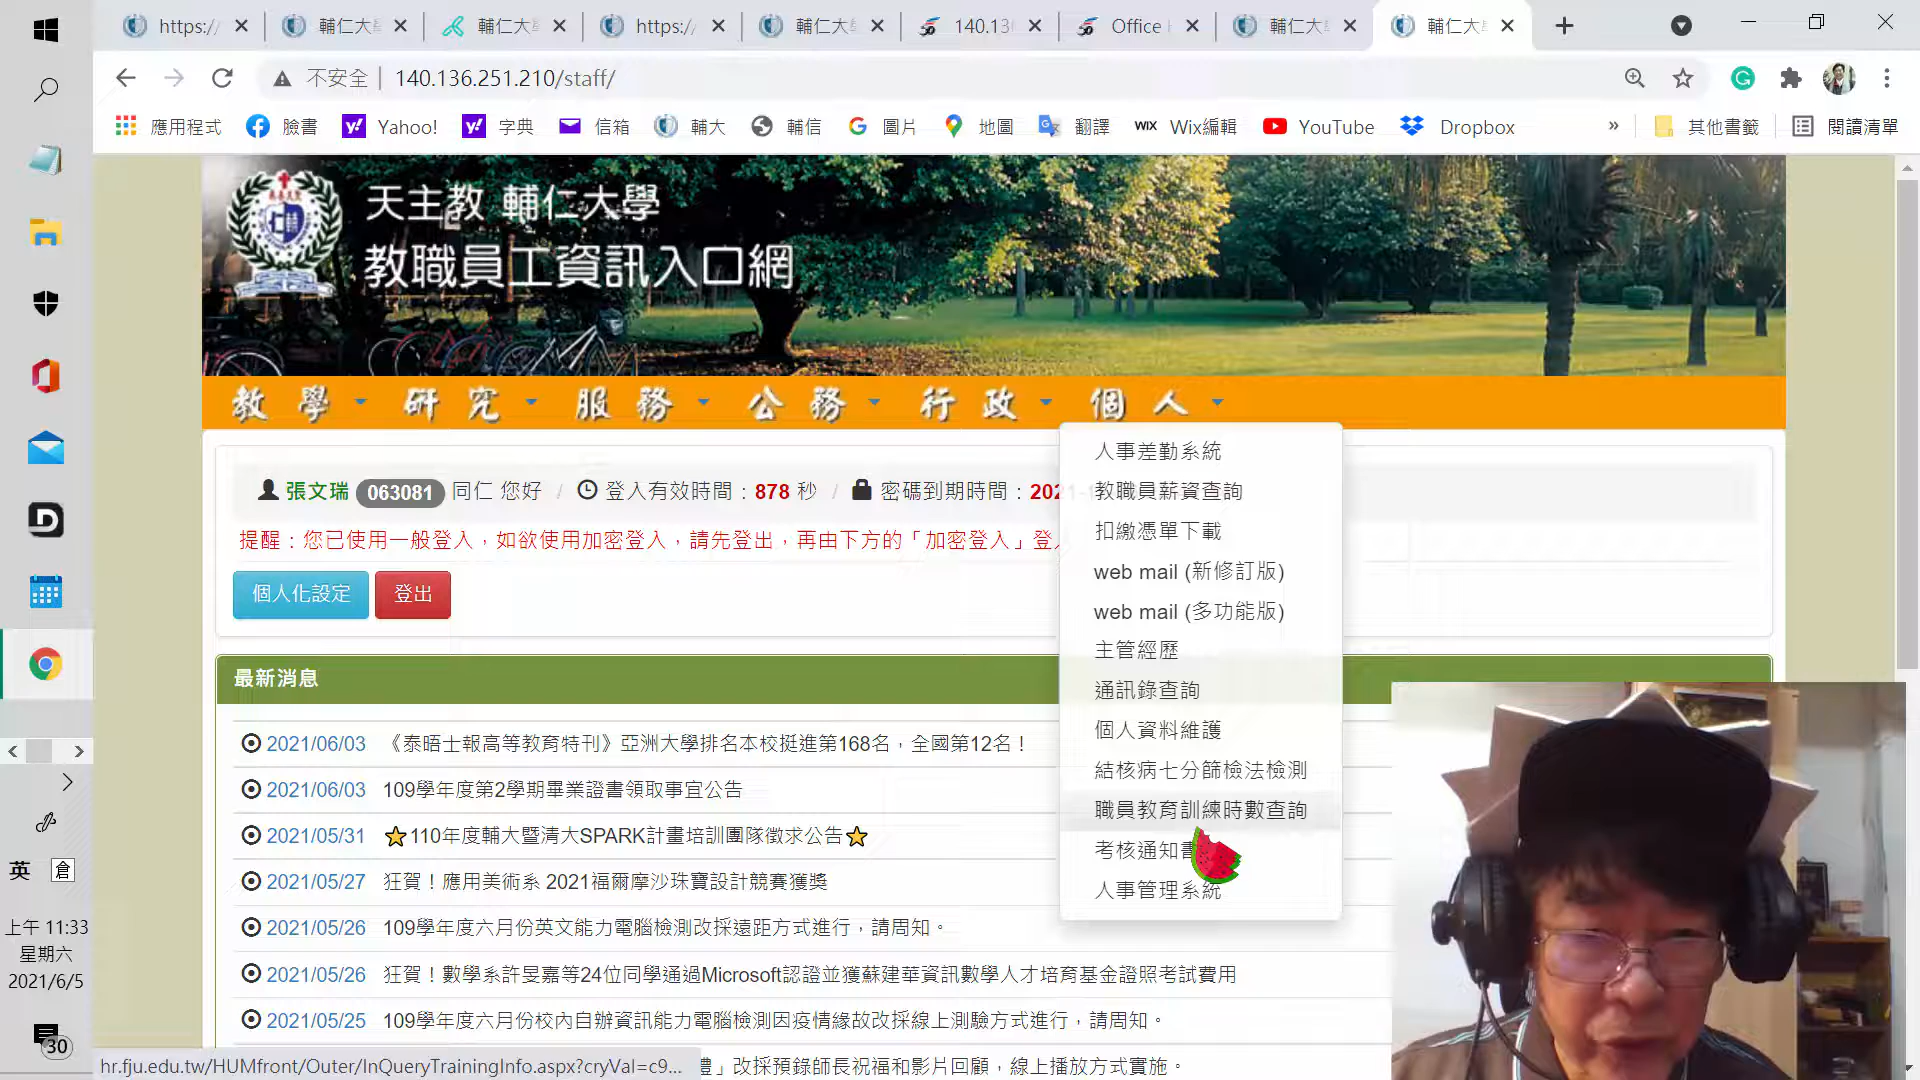 https://
輔仁大
輔仁大
https://
輔仁大
140.13
Office
輔仁大
輔仁大
不安全 | 140.136.251.210/staff/
應用程式 臉書 Yahoo! 字典 信箱 輔大 輔信 圖片 地圖 翻譯 WIX Wix編輯 YouTube Dropbox » 其他書籤 閱讀清單
天主教 輔仁大學
教職員工資訊入口網
教學 研究 服務 公務 行政 個人
張文瑞 063081 同仁 您好 / 登入有效時間：878 秒 / 密碼到期時間：202
提醒：您已使用一般登入，如欲使用加密登入，請先登出，再由下方的「加密登入」登
個人化設定 登出
人事差勤系統
教職員薪資查詢
扣繳憑單下載
web mail (新修訂版)
web mail (多功能版)
主管經歷
通訊錄查詢
個人資料維護
結核病七分篩檢法檢測
職員教育訓練時數查詢
考核通知書
人事管理系統
最新消息
2021/06/03 《泰晤士報高等教育特刊》亞洲大學排名本校挺進第168名，全國第12名！
2021/06/03 109學年度第2學期畢業證書領取事宜公告
2021/05/31 ⭐110年度輔大暨清大SPARK計畫培訓團隊徵求公告⭐
2021/05/27 狂賀！應用美術系 2021福爾摩沙珠寶設計競賽獲獎
2021/05/26 109學年度六月份英文能力電腦檢測改採遠距方式進行，請周知。
2021/05/26 狂賀！數學系許旻嘉等24位同學通過Microsoft認證並獲蘇建華資訊數學人才培育基金證照考試費用
2021/05/25 109學年度六月份校內自辦資訊能力電腦檢測因疫情緣故改採線上測驗方式進行，請周知。
禮」改採預錄師長祝福和影片回顧，線上播放方式實施。
hr.fju.edu.tw/HUMfront/Outer/InQueryTrainingInfo.aspx?cryVal=c9...
英 倉
上午 11:33
星期六
2021/6/5
30